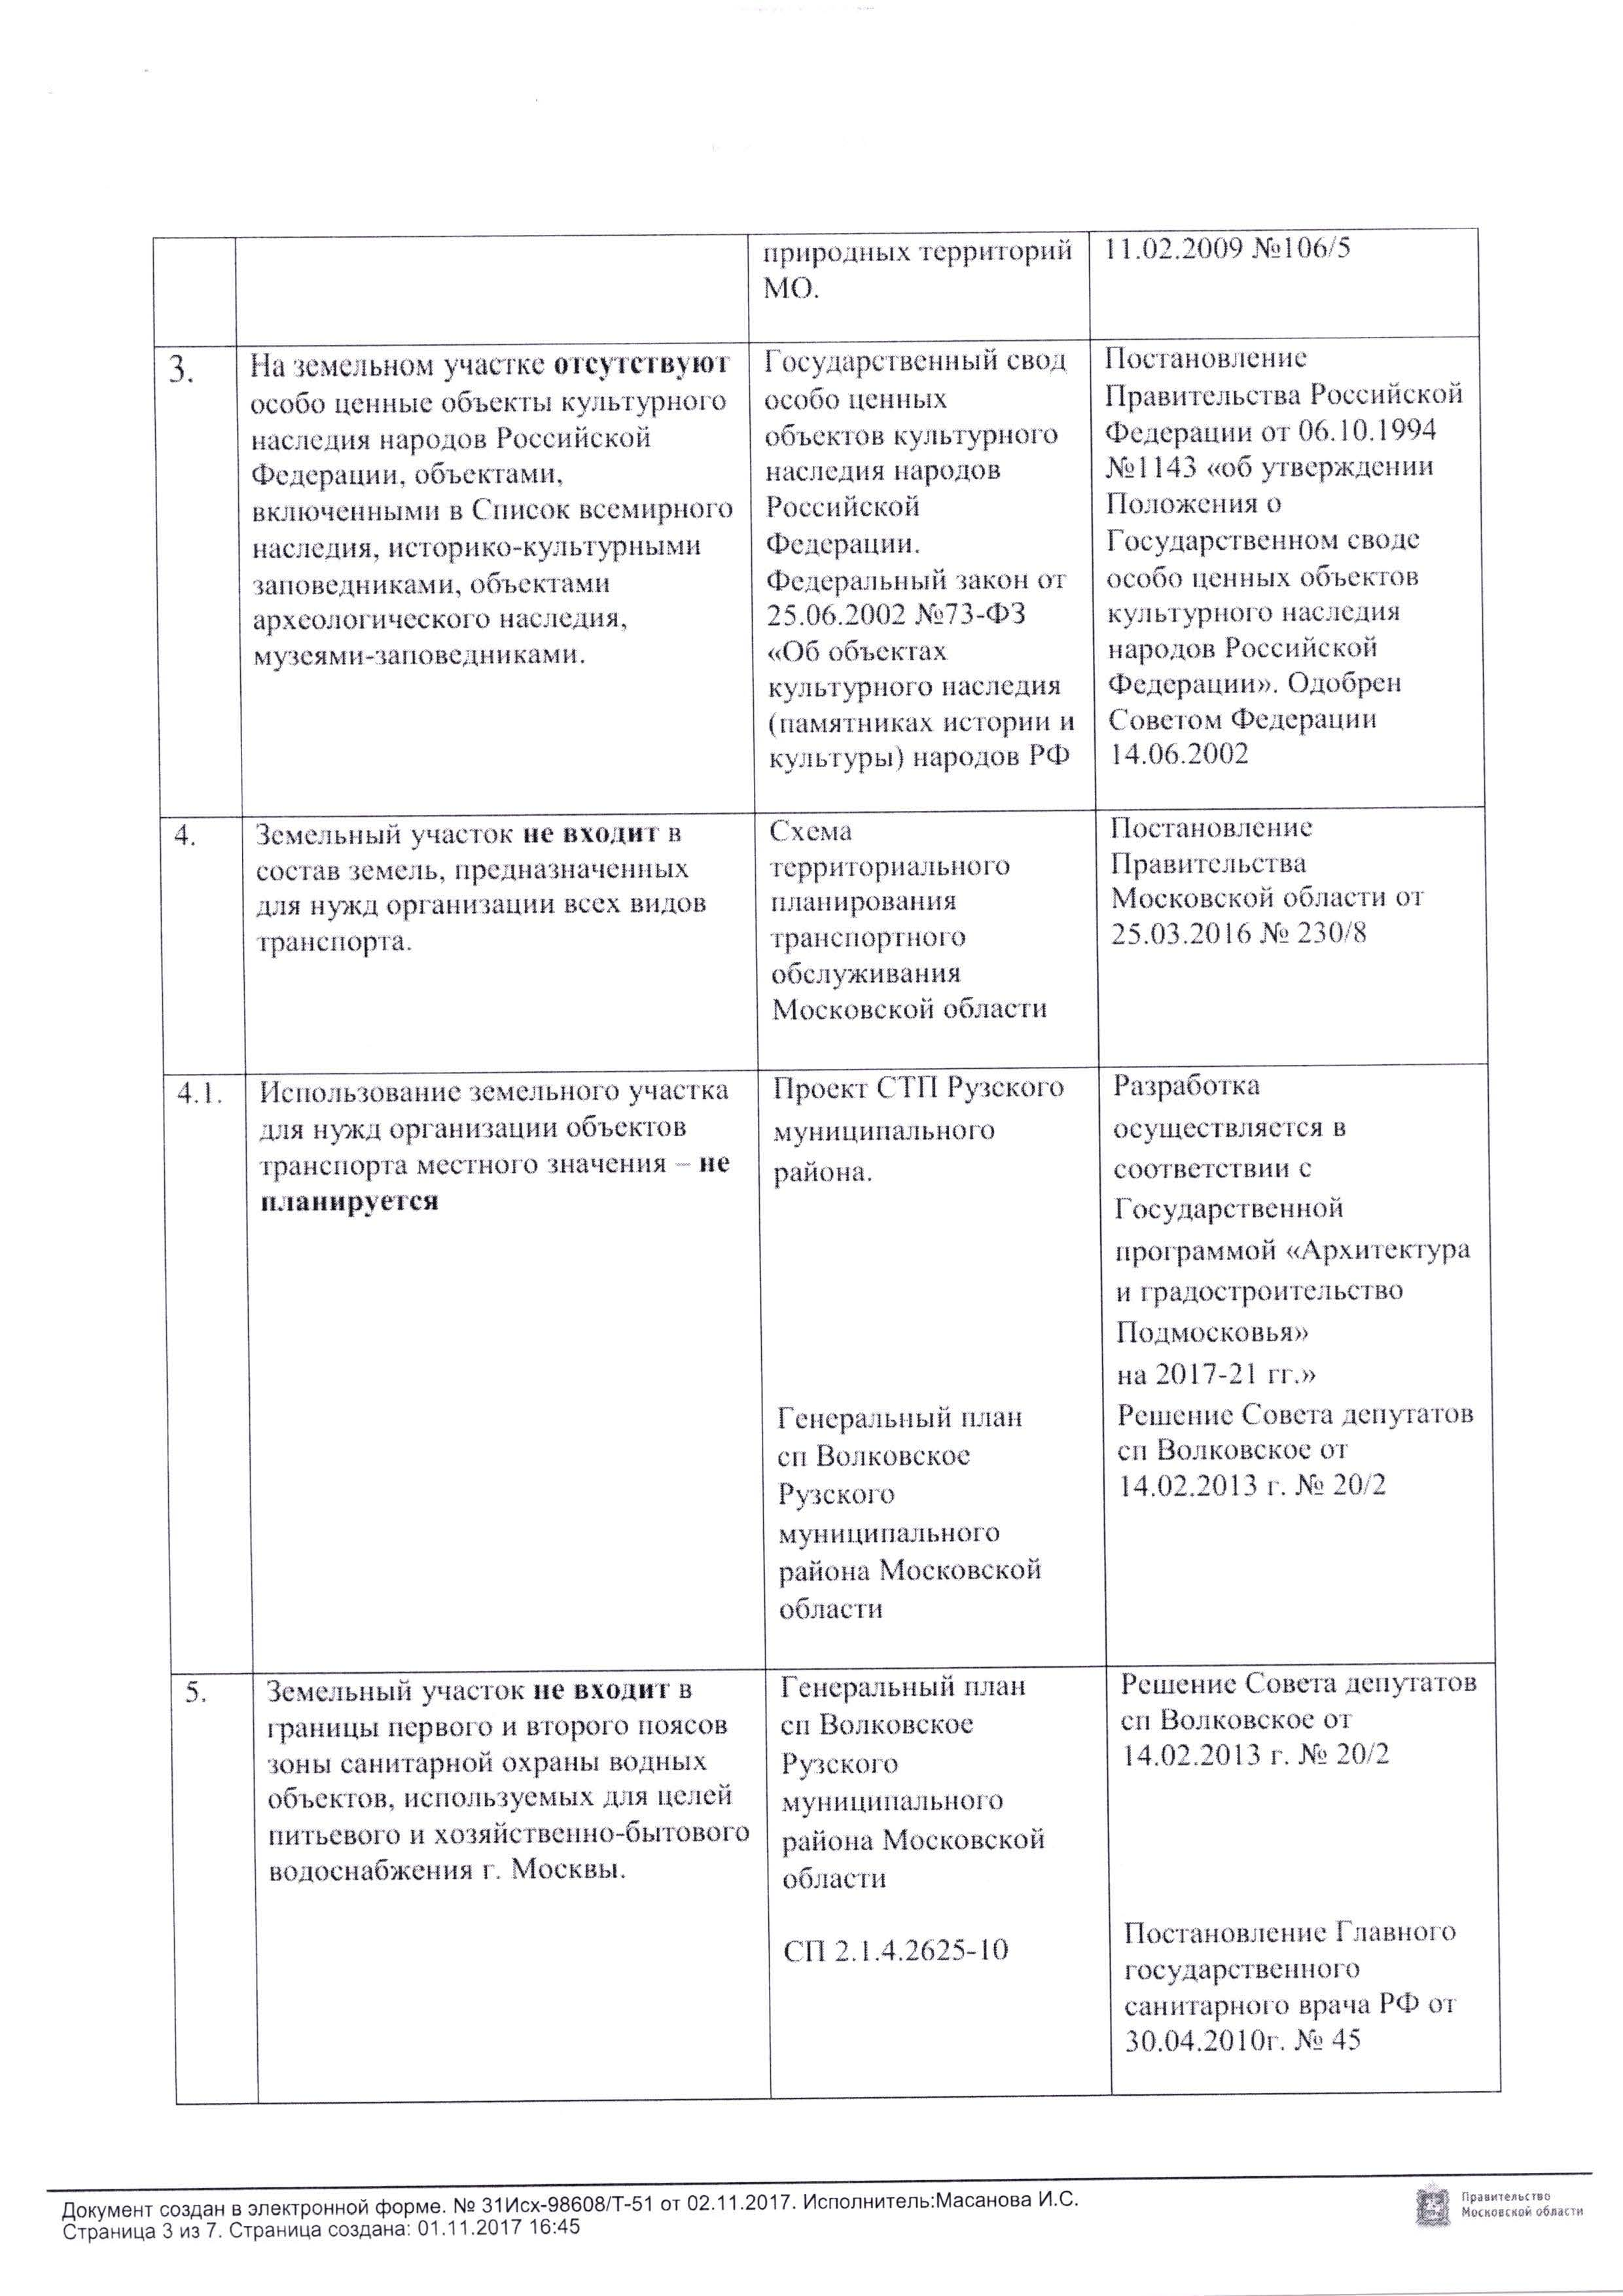 природных территорий
МО.
11.02.2009 №106/5
3.
На земельном участке отсутствуют
особо ценные объекты культурного
наследия народов Российской
Федерации, объектами,
включенными в Список всемирного
наследия, историко-культурными
заповедниками, объектами
археологического наследия,
музеями-заповедниками.
Государственный свод
особо ценных
объектов культурного
наследия народов
Российской
Федерации.
Федеральный закон от
25.06.2002 №73-ФЗ
«Об объектах
культурного наследия
(памятниках истории и
культуры) народов РФ
Постановление
Правительства Российской
Федерации от 06.10.1994
№1143 «об утверждении
Положения о
Государственном своде
особо ценных объектов
культурного наследия
народов Российской
Федерации». Одобрен
Советом Федерации
14.06.2002
4.
Земельный участок не входит в
состав земель, предназначенных
для нужд организации всех видов
транспорта.
Схема
территориального
планирования
транспортного
обслуживания
Московской области
Постановление
Правительства
Московской области от
25.03.2016 № 230/8
4.1.
Использование земельного участка
для нужд организации объектов
транспорта местного значения – не
планируется
Проект СТП Рузского
муниципального
района.
Генеральный план
сп Волковское
Рузского
муниципального
района Московской
области
Разработка
осуществляется в
соответствии с
Государственной
программой «Архитектура
и градостроительство
Подмосковья»
на 2017-21 гг.»
Решение Совета депутатов
сп Волковское от
14.02.2013 г. № 20/2
5.
Земельный участок не входит в
границы первого и второго поясов
зоны санитарной охраны водных
объектов, используемых для целей
питьевого и хозяйственно-бытового
водоснабжения г. Москвы.
Генеральный план
сп Волковское
Рузского
муниципального
района Московской
области
СП 2.1.4.2625-10
Решение Совета депутатов
сп Волковское от
14.02.2013 г. № 20/2
Постановление Главного
государственного
санитарного врача РФ от
30.04.2010г. № 45
Документ создан в электронной форме. № 31Исх-98608/Т-51 от 02.11.2017. Исполнитель:Масанова И.С.
Страница 3 из 7. Страница создана: 01.11.2017 16:45
Правительство
Московской области